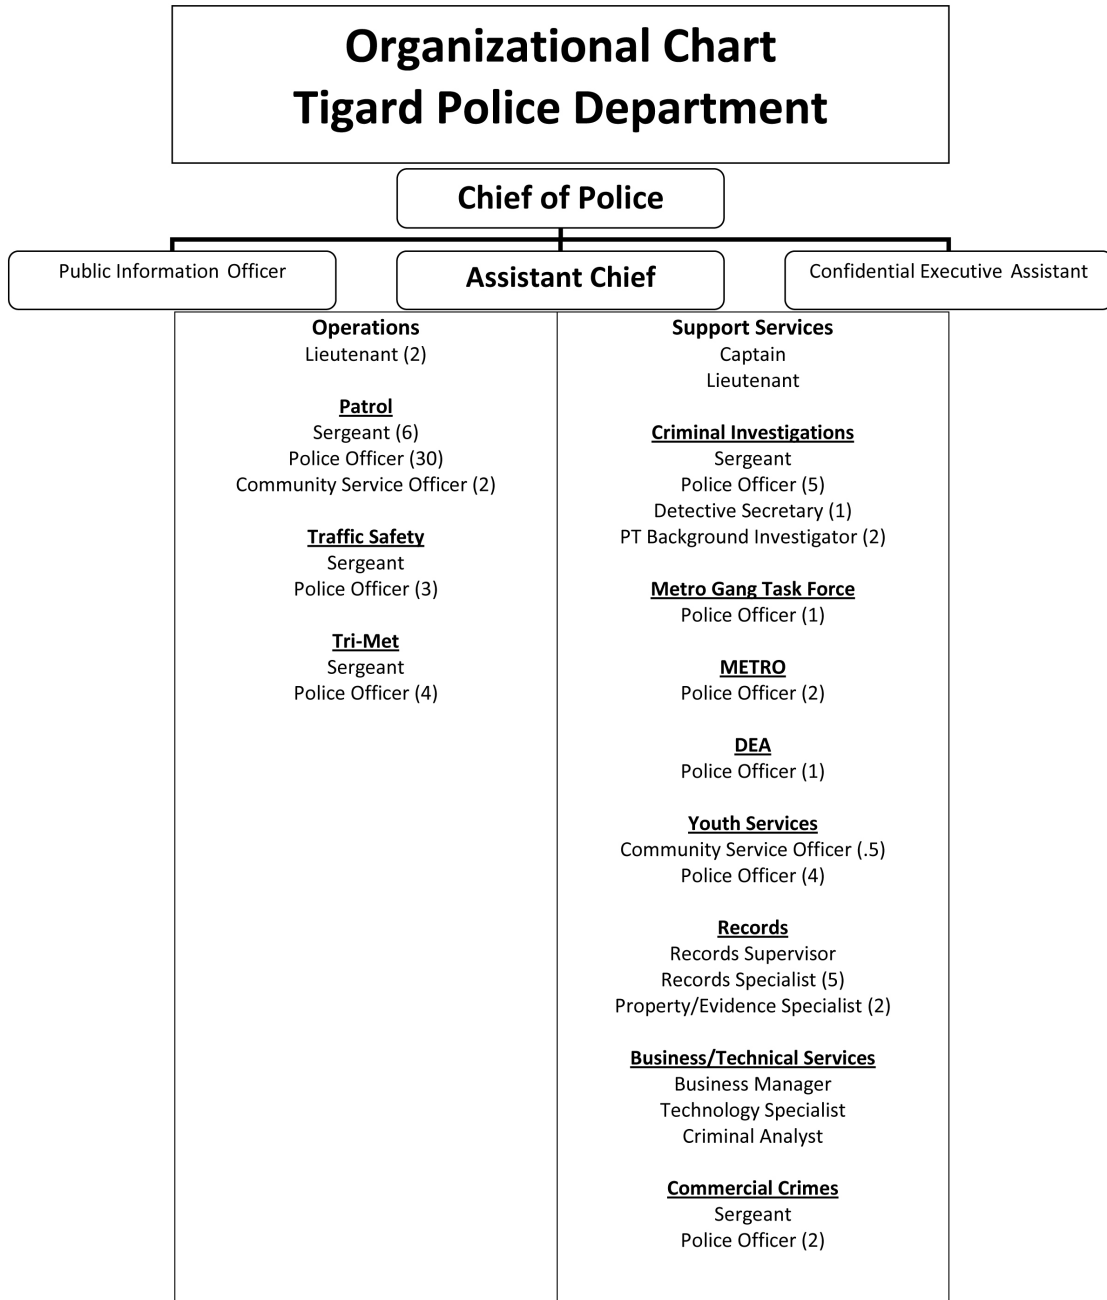 Organizational Chart
Tigard Police Department
Chief of Police
Public Information Officer
Assistant Chief
Confidential Executive Assistant
Operations
Lieutenant (2)
Patrol
Sergeant (6)
Police Officer (30)
Community Service Officer (2)
Traffic Safety
Sergeant
Police Officer (3)
Tri-Met
Sergeant
Police Officer (4)
Support Services
Captain
Lieutenant
Criminal Investigations
Sergeant
Police Officer (5)
Detective Secretary (1)
PT Background Investigator (2)
Metro Gang Task Force
Police Officer (1)
METRO
Police Officer (2)
DEA
Police Officer (1)
Youth Services
Community Service Officer (.5)
Police Officer (4)
Records
Records Supervisor
Records Specialist (5)
Property/Evidence Specialist (2)
Business/Technical Services
Business Manager
Technology Specialist
Criminal Analyst
Commercial Crimes
Sergeant
Police Officer (2)